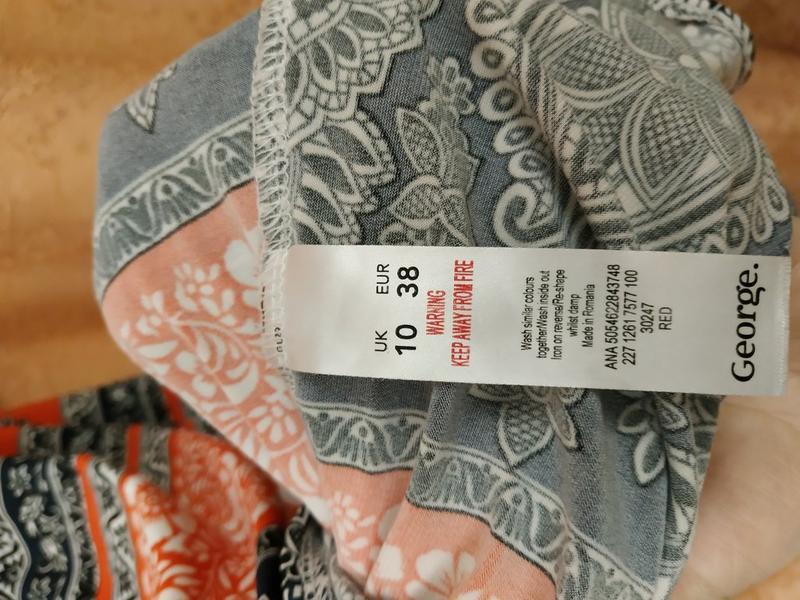 UK EUR
10 38
WARNING
KEEP AWAY FROM FIRE
Wash similar colours
together/Wash inside out
Iron on reverse/Re-shape
whilst damp
Made in Romania
ANA 5054622843748
227 1261 7577 100
30247
RED
George.